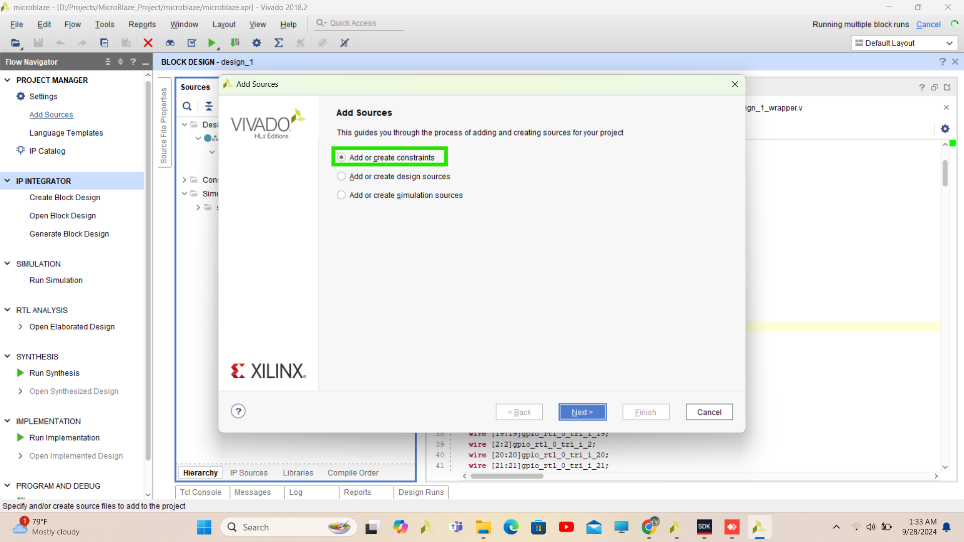 microblaze - [D:/Projects/MicroBlaze_Project/microblaze/microblaze.xpr] - Vivado 2018.2
File Edit Flow Tools Reports Window Layout View Help Quick Access
Running multiple block runs Cancel
Default Layout
Flow Navigator
BLOCK DESIGN - design_1
PROJECT MANAGER
Settings
Add Sources
Language Templates
IP Catalog
IP INTEGRATOR
Create Block Design
Open Block Design
Generate Block Design
SIMULATION
Run Simulation
RTL ANALYSIS
Open Elaborated Design
SYNTHESIS
Run Synthesis
Open Synthesized Design
IMPLEMENTATION
Run Implementation
Open Implemented Design
PROGRAM AND DEBUG
Source File Properties
Sources
Desi
Cons
Simu
Add Sources
VIVADO
HLx Editions
Add Sources
This guides you through the process of adding and creating sources for your project
Add or create constraints
Add or create design sources
Add or create simulation sources
XILINX
?
< Back
Next >
Finish
Cancel
ign_1_wrapper.v
39 wire [2:2]gpio_rtl_0_tri_i_2;
40 wire [20:20]gpio_rtl_0_tri_i_20;
41 wire [21:21]gpio_rtl_0_tri_i_21;
Hierarchy IP Sources Libraries Compile Order
Tcl Console Messages Log Reports Design Runs
Specify and/or create source files to add to the project
1
79°F
Mostly cloudy
Search
SDK
1:33 AM
9/28/2024